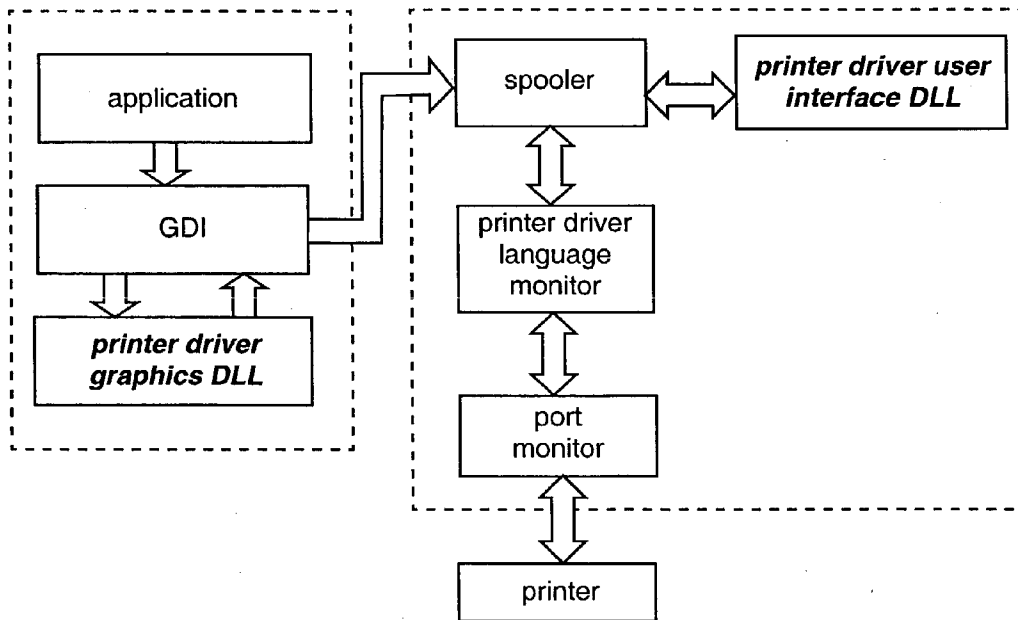 application
GDI
printer driver
graphics DLL
spooler
printer driver user
interface DLL
printer driver
language
monitor
port
monitor
printer